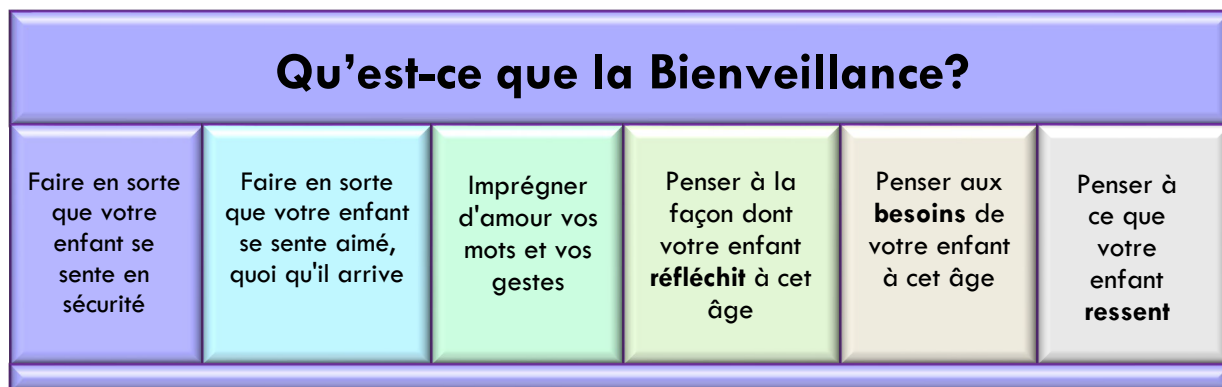 Qu'est-ce que la Bienveillance?
Faire en sorte
que votre
enfant se
sente en
sécurité
Faire en sorte
que votre enfant
se sente aimé,
quoi qu'il arrive
Imprégner
d'amour vos
mots et vos
gestes
Penser à la
façon dont
votre enfant
réfléchit à cet
âge
Penser aux
besoins de
votre enfant
à cet âge
Penser à
ce que
votre
enfant
ressent